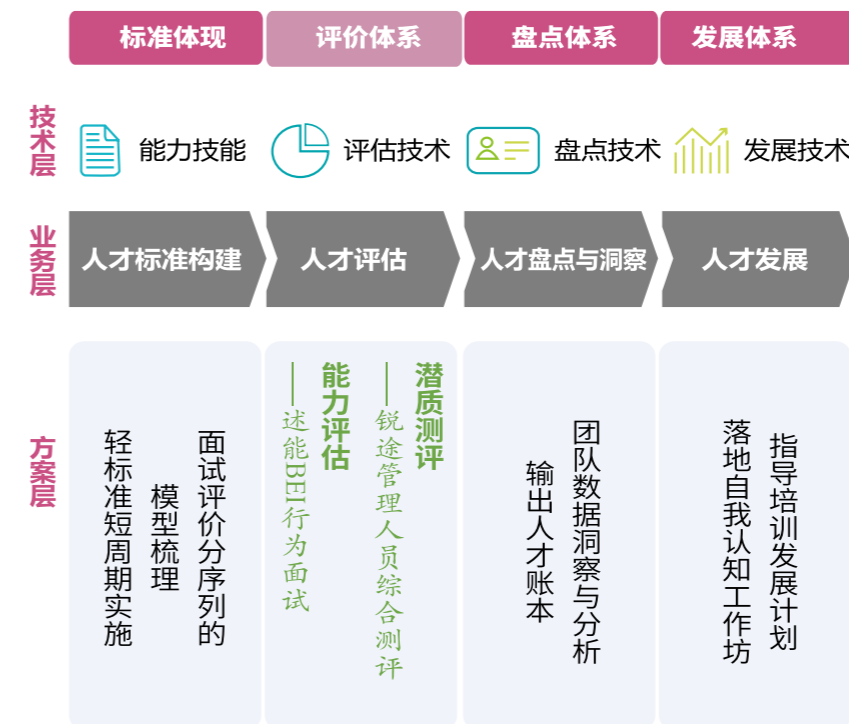 标准体现
评价体系
盘点体系
发展体系
技术层
能力技能
评估技术
盘点技术
发展技术
业务层
人才标准构建
人才评估
人才盘点与洞察
人才发展
方案层
面试评价分序列的
模型梳理
轻标准短周期实施
潜质测评
——锐途管理人员综合测评
能力评估
——述能BEI行为面试
团队数据洞察与分析
输出人才账本
指导培训发展计划
落地自我认知工作坊